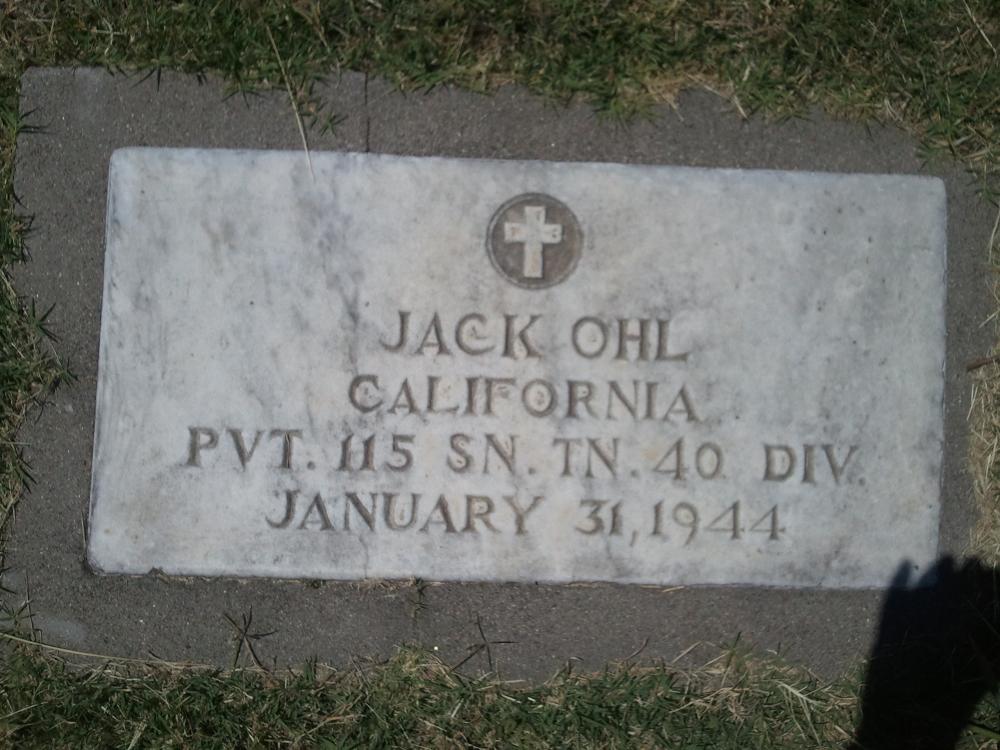 JACK OHL
CALIFORNIA
PVT. 115 SN. TN. 40 DIV.
JANUARY 31, 1944